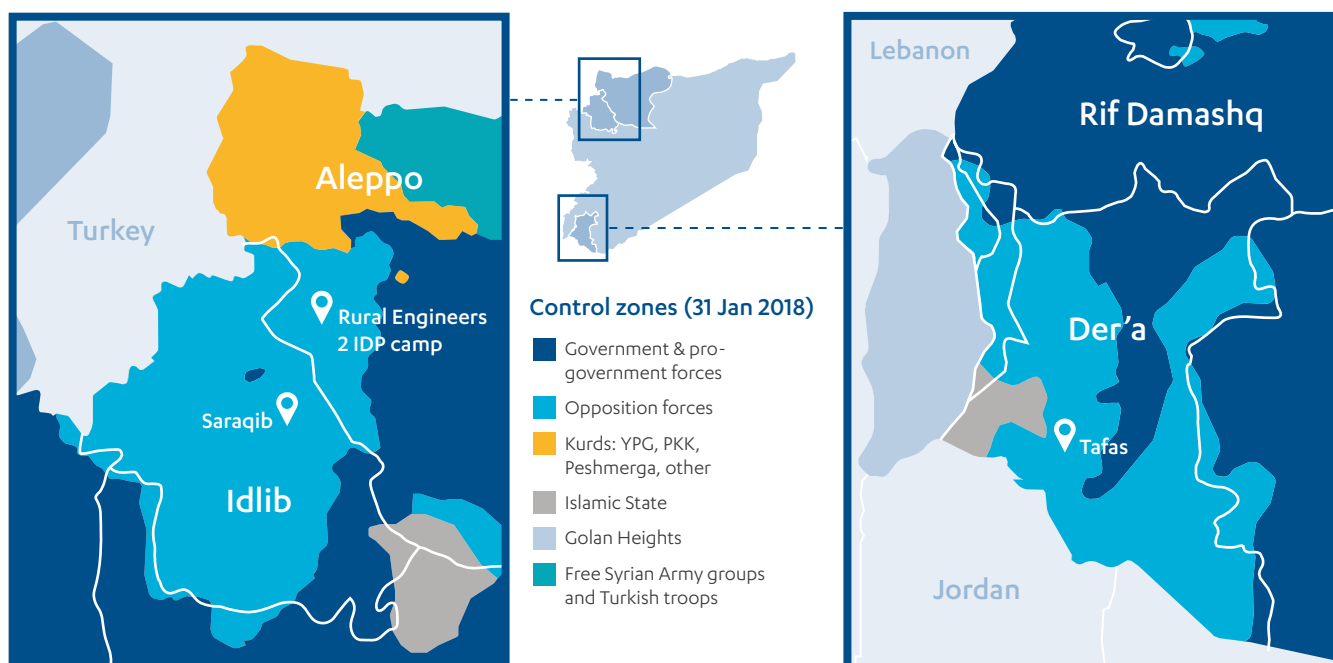 Turkey
Aleppo
Rural Engineers
2 IDP camp
Saraqib
Idlib
Control zones (31 Jan 2018)
Government & pro-
government forces
Opposition forces
Kurds: YPG, PKK,
Peshmerga, other
Islamic State
Golan Heights
Free Syrian Army groups
and Turkish troops
Lebanon
Rif Damashq
Der’a
Tafas
Jordan